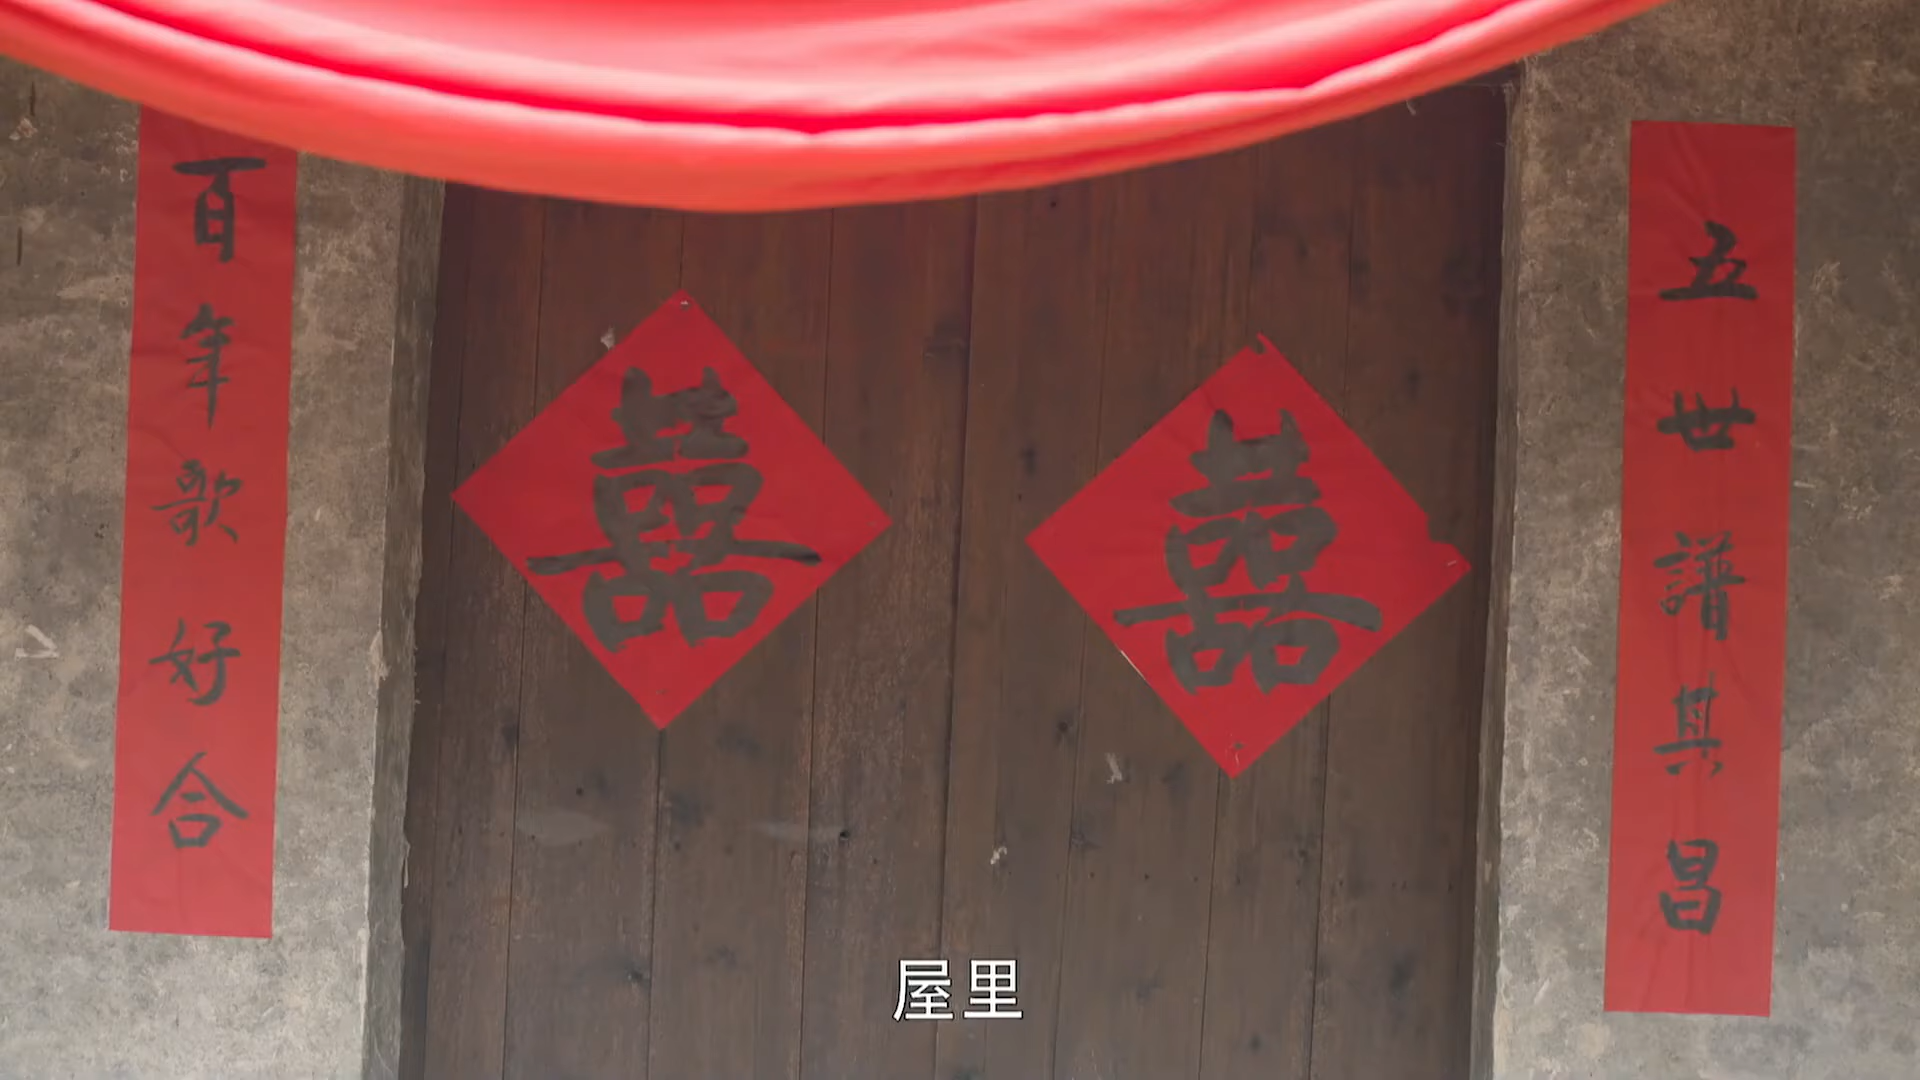 百年歌好合
五世譜其昌
囍
囍
屋里